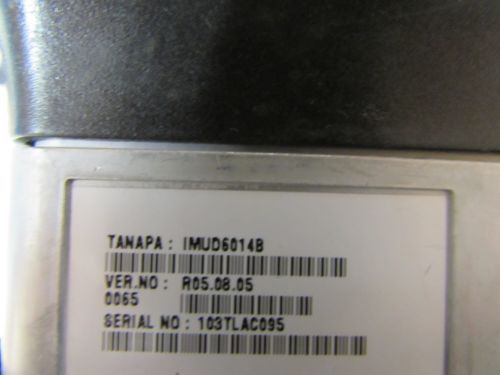 TANAPA : IMUD6014B
VER.NO : R05.08.05
0065
SERIAL NO : 103TLAC095